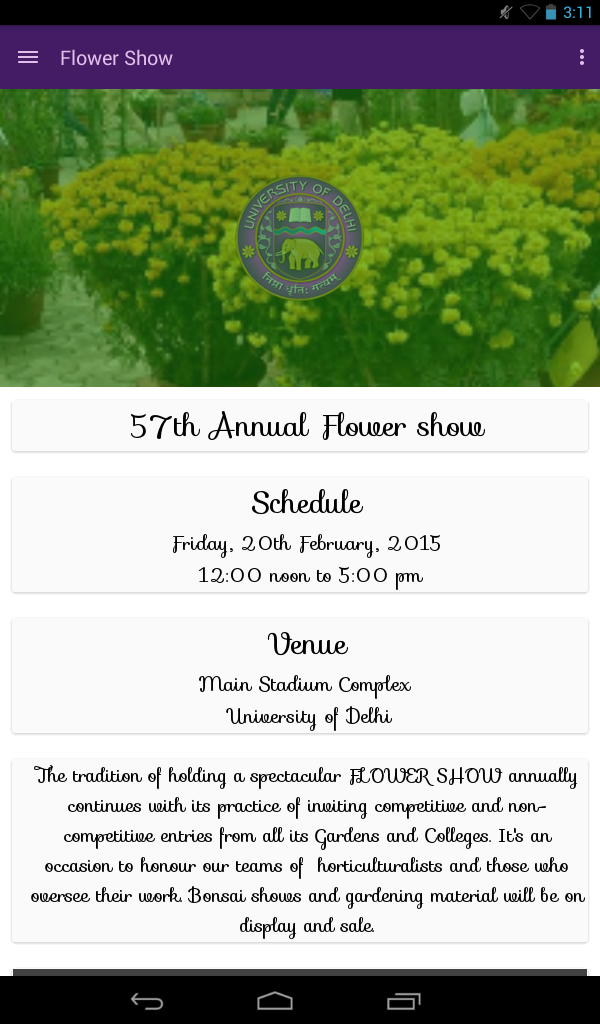 3:11
Flower Show
UNIVERSITY OF DELHI
निष्ठा धृति: सत्यम्
57th Annual Flower show
Schedule
Friday, 20th February, 2015
12:00 noon to 5:00 pm
Venue
Main Stadium Complex
University of Delhi
The tradition of holding a spectacular FLOWER SHOW annually
continues with its practice of inviting competitive and non-
competitive entries from all its Gardens and Colleges. It's an
occasion to honour our teams of horticulturalists and those who
oversee their work. Bonsai shows and gardening material will be on
display and sale.